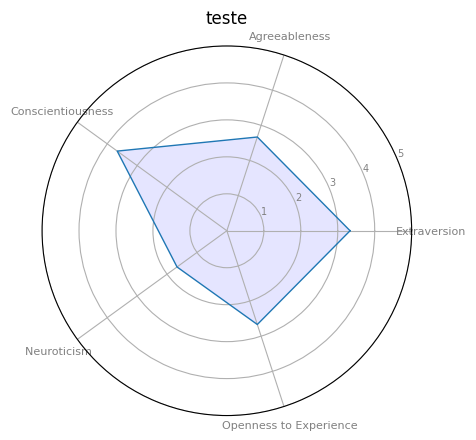 teste
Agreeableness
Conscientiousness
5
4
3
2
1
Extraversion
Neuroticism
Openness to Experience